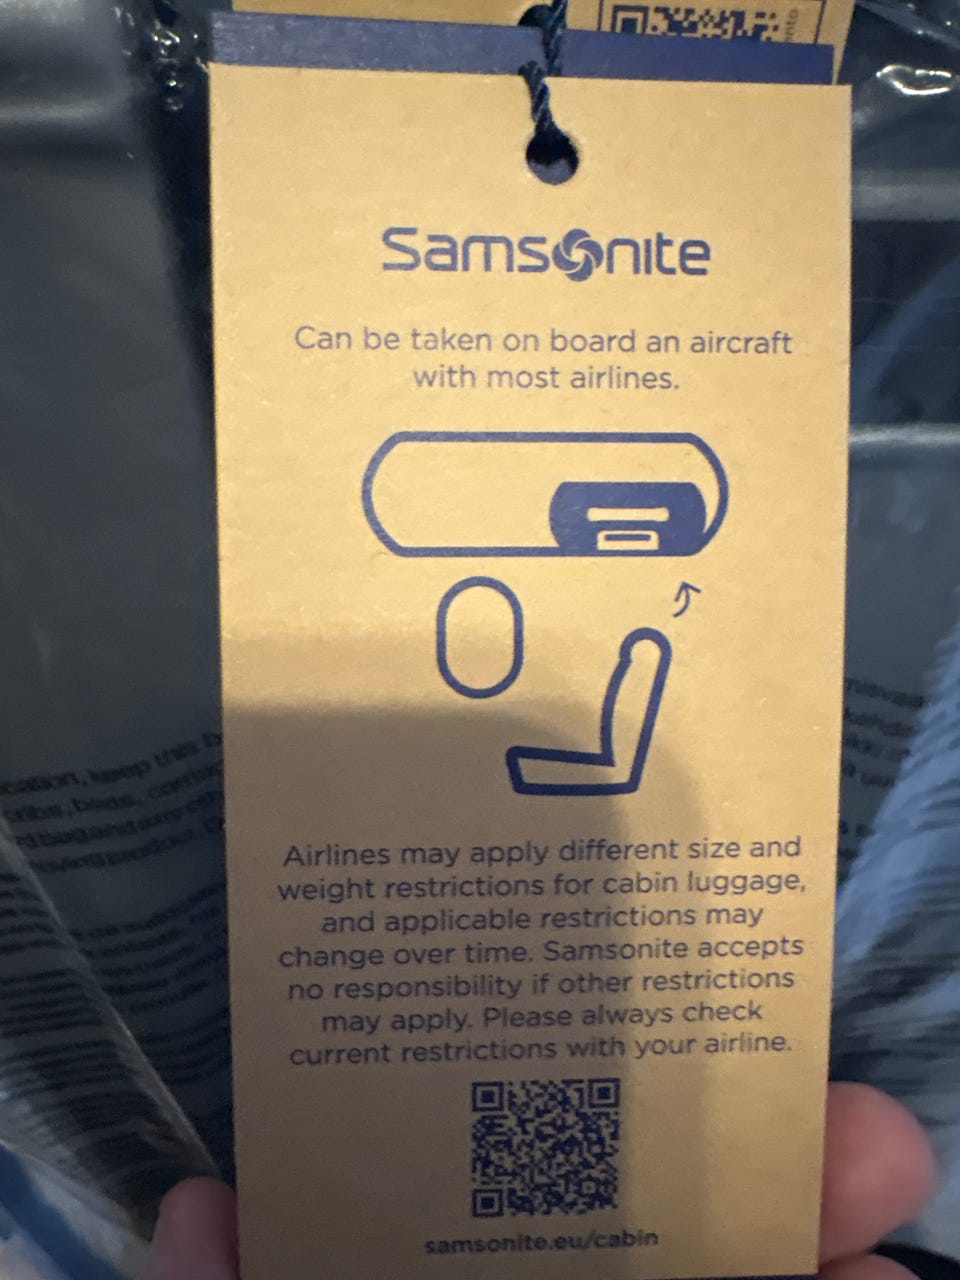 Samsonite
Can be taken on board an aircraft
with most airlines.
Airlines may apply different size and
weight restrictions for cabin luggage,
and applicable restrictions may
change over time. Samsonite accepts
no responsibility if other restrictions
may apply. Please always check
current restrictions with your airline.
samsonite.eu/cabin
keep this